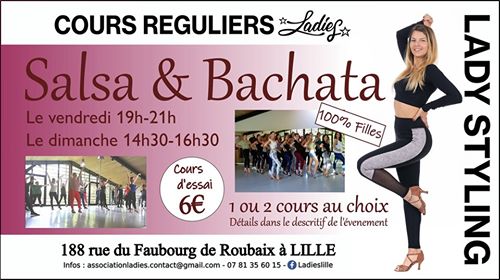 COURS REGULIERS Ladies
Salsa & Bachata
Le vendredi 19h-21h
Le dimanche 14h30-16h30
100% Filles
Cours
d'essai
6€
1 ou 2 cours au choix
Détails dans le descritif de l'évenement
188 rue du Faubourg de Roubaix à LILLE
Infos : associationladies.contact@gmail.com - 07 81 35 60 15 - f Ladieslille
LADY STYLING